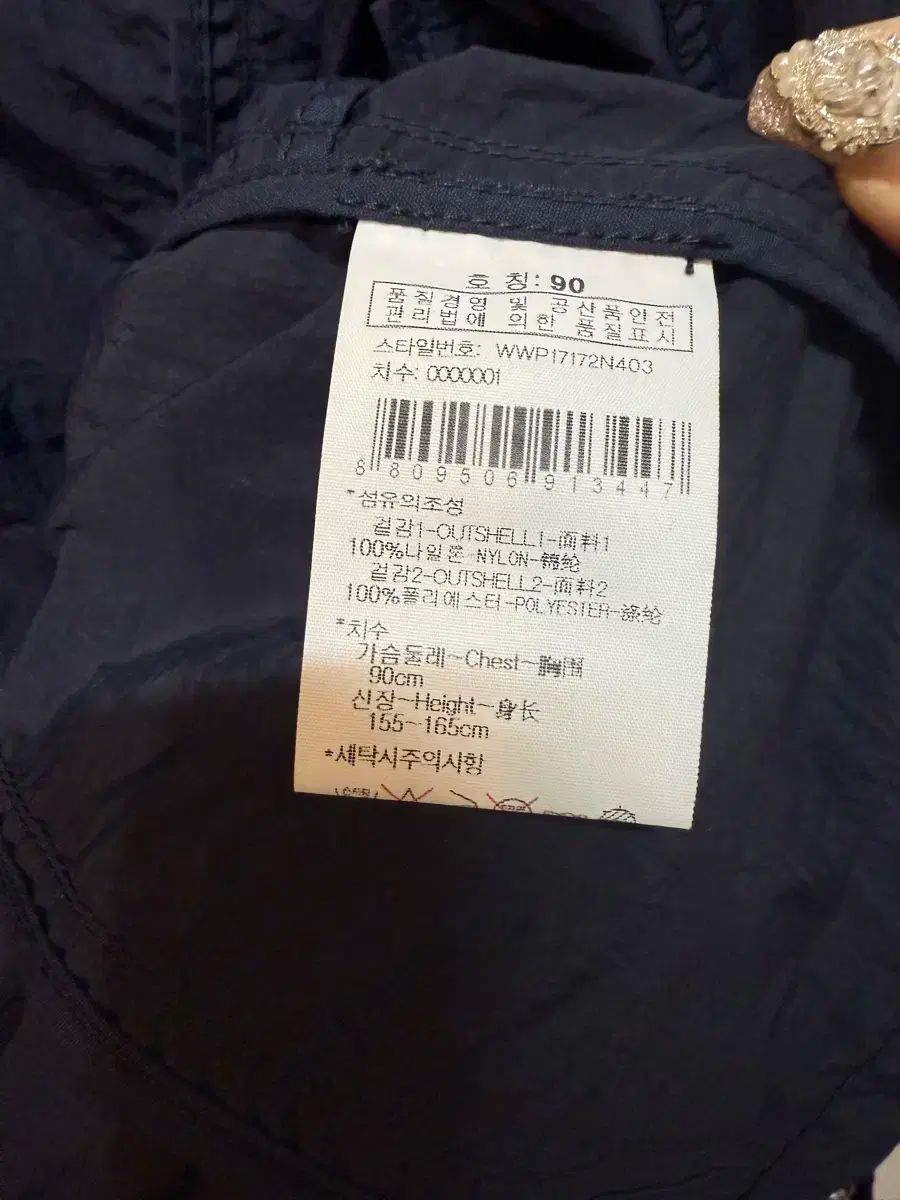 호 칭: 90
품질경영 및 공산품안전
관리법에 의한 품질표시
스타일번호: WWP17172N403
치수: 0000001
8 809506 913447
*섬유의조성
겉감1-OUTSHELL1-面料1
100%나일론-NYLON-锦纶
겉감2-OUTSHELL2-面料2
100%폴리에스터-POLYESTER-涤纶
*치수
가슴둘레~Chest~胸围
90cm
신장~Height~身长
155~165cm
*세탁시주의사항